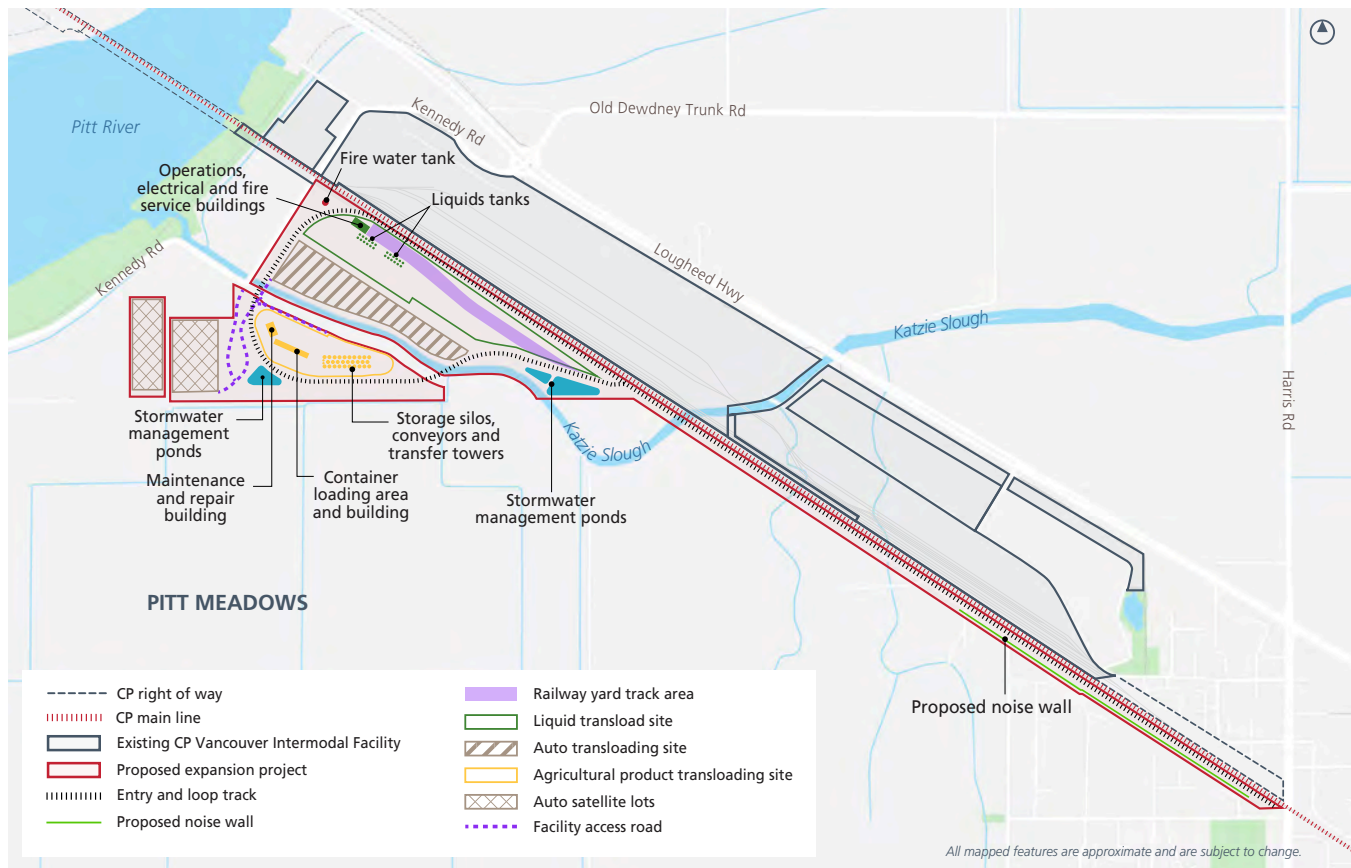 Pitt River
Kennedy Rd
Old Dewdney Trunk Rd
Fire water tank
Operations,
electrical and fire
service buildings
Liquids tanks
Kennedy Rd
Lougheed Hwy
Katzie Slough
Harris Rd
Stormwater
management
ponds
Storage silos,
conveyors and
transfer towers
Katzie Slough
Maintenance
and repair
building
Container
loading area
and building
Stormwater
management ponds
PITT MEADOWS
Proposed noise wall
CP right of way
CP main line
Existing CP Vancouver Intermodal Facility
Proposed expansion project
Entry and loop track
Proposed noise wall
Railway yard track area
Liquid transload site
Auto transloading site
Agricultural product transloading site
Auto satellite lots
Facility access road
All mapped features are approximate and are subject to change.